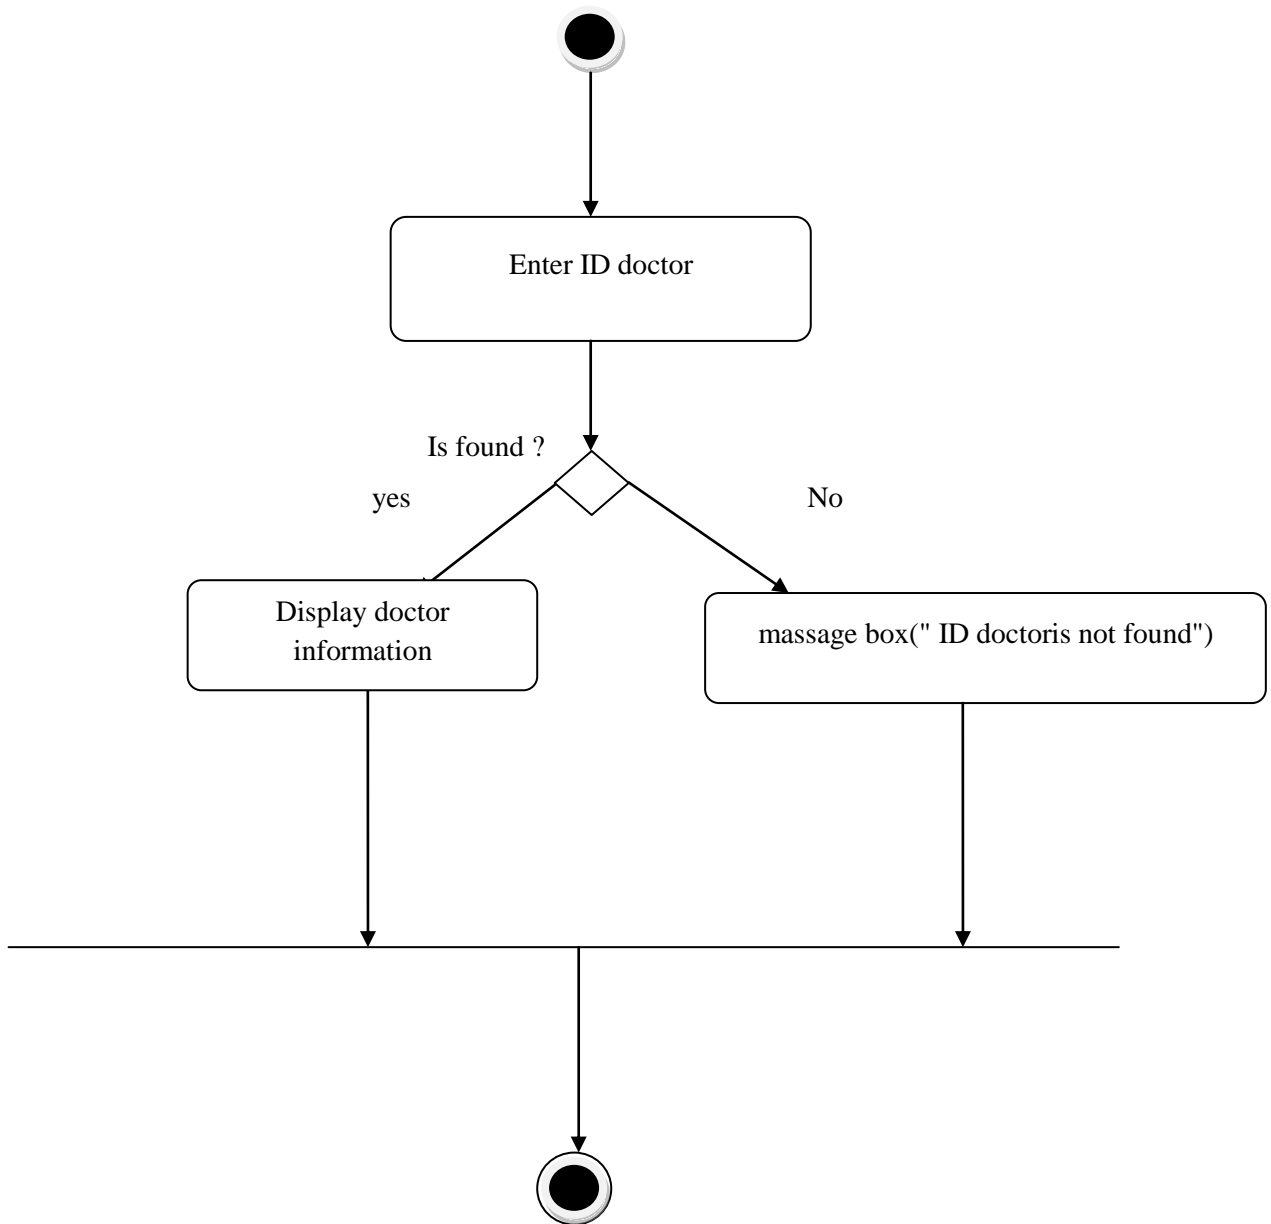 Enter ID doctor
Is found ?
yes
No
Display doctor
information
massage box(" ID doctoris not found")